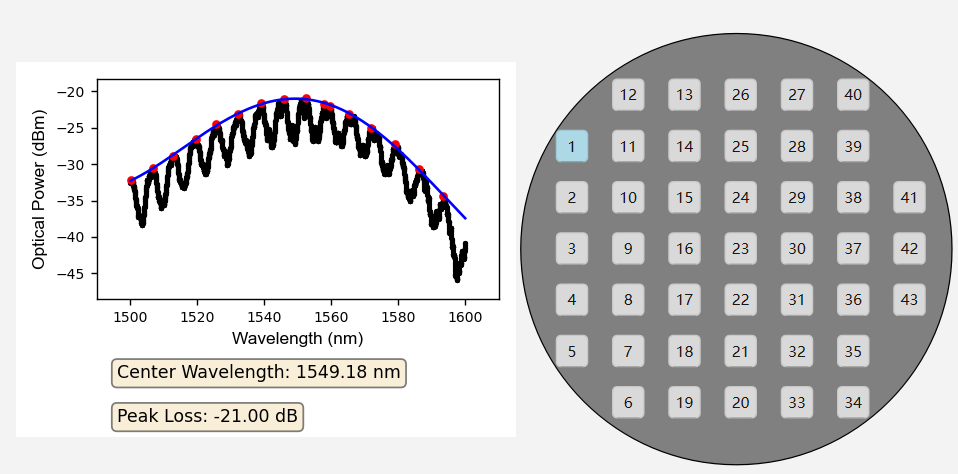 −20
−25
−30
−35
−40
−45
Optical Power (dBm)
1500 1520 1540 1560 1580 1600
Wavelength (nm)
Center Wavelength: 1549.18 nm
Peak Loss: -21.00 dB
12 13 26 27 40
1 11 14 25 28 39
2 10 15 24 29 38 41
3 9 16 23 30 37 42
4 8 17 22 31 36 43
5 7 18 21 32 35
6 19 20 33 34